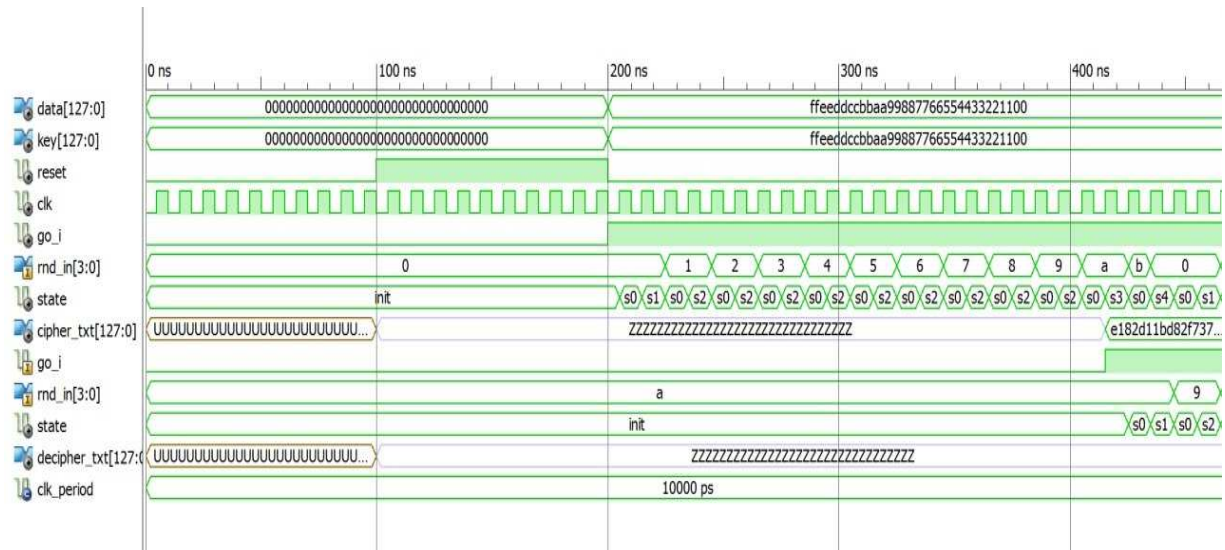 0 ns 100 ns 200 ns 300 ns 400 ns
data[127:0] 00000000000000000000000000000000 ffeeddccbbaa99887766554433221100
key[127:0] 00000000000000000000000000000000 ffeeddccbbaa99887766554433221100
reset
clk
go_i
rnd_in[3:0] 0 1 2 3 4 5 6 7 8 9 a b 0
state init s0 s1 s0 s2 s0 s2 s0 s2 s0 s2 s0 s2 s0 s2 s0 s2 s0 s2 s0 s2 s0 s3 s0 s4 s0 s1
cipher_txt[127:0] UUUUUUUUUUUUUUUUUUUUUUUUU... ZZZZZZZZZZZZZZZZZZZZZZZZZZZZZZZZ e182d11bd82f737...
go_i
rnd_in[3:0] a 9
state init s0 s1 s0 s2
decipher_txt[127:0 UUUUUUUUUUUUUUUUUUUUUUUUU... ZZZZZZZZZZZZZZZZZZZZZZZZZZZZZZZZ
clk_period 10000 ps